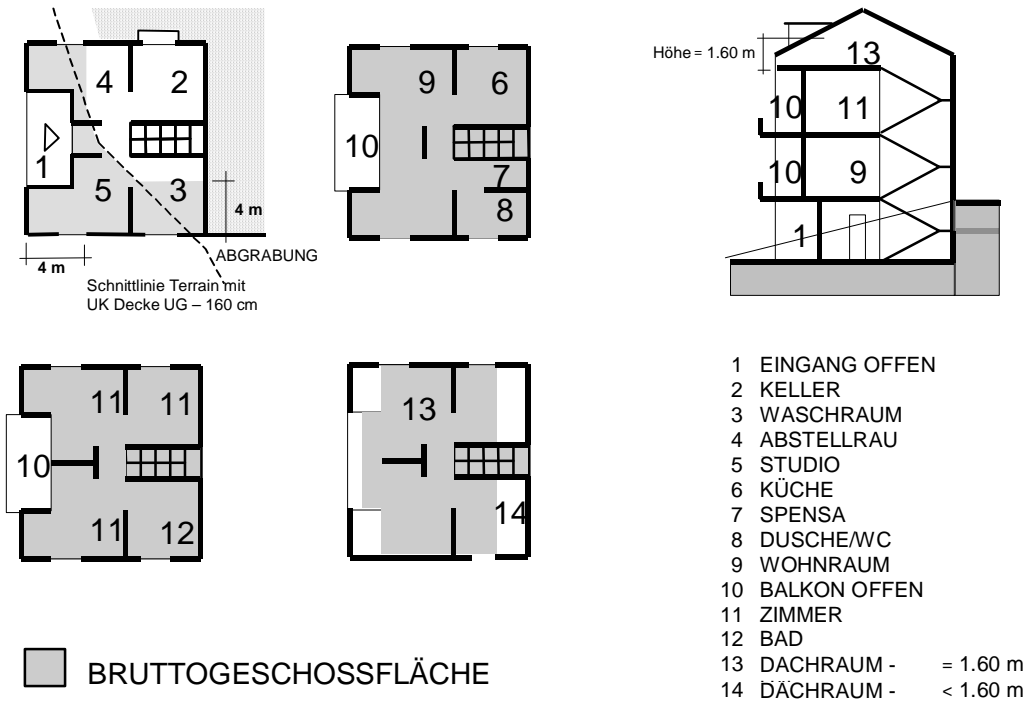 4
2
1
5
3
4 m
4 m
ABGRABUNG
Schnittlinie Terrain mit
UK Decke UG – 160 cm
9
6
10
7
8
Höhe = 1.60 m
13
10
11
10
9
1
11
11
10
11
12
13
14
1 EINGANG OFFEN
2 KELLER
3 WASCHRAUM
4 ABSTELLRAU
5 STUDIO
6 KÜCHE
7 SPENSA
8 DUSCHE/WC
9 WOHNRAUM
10 BALKON OFFEN
11 ZIMMER
12 BAD
13 DACHRAUM - = 1.60 m
14 DÄCHRAUM - < 1.60 m
BRUTTOGESCHOSSFLÄCHE